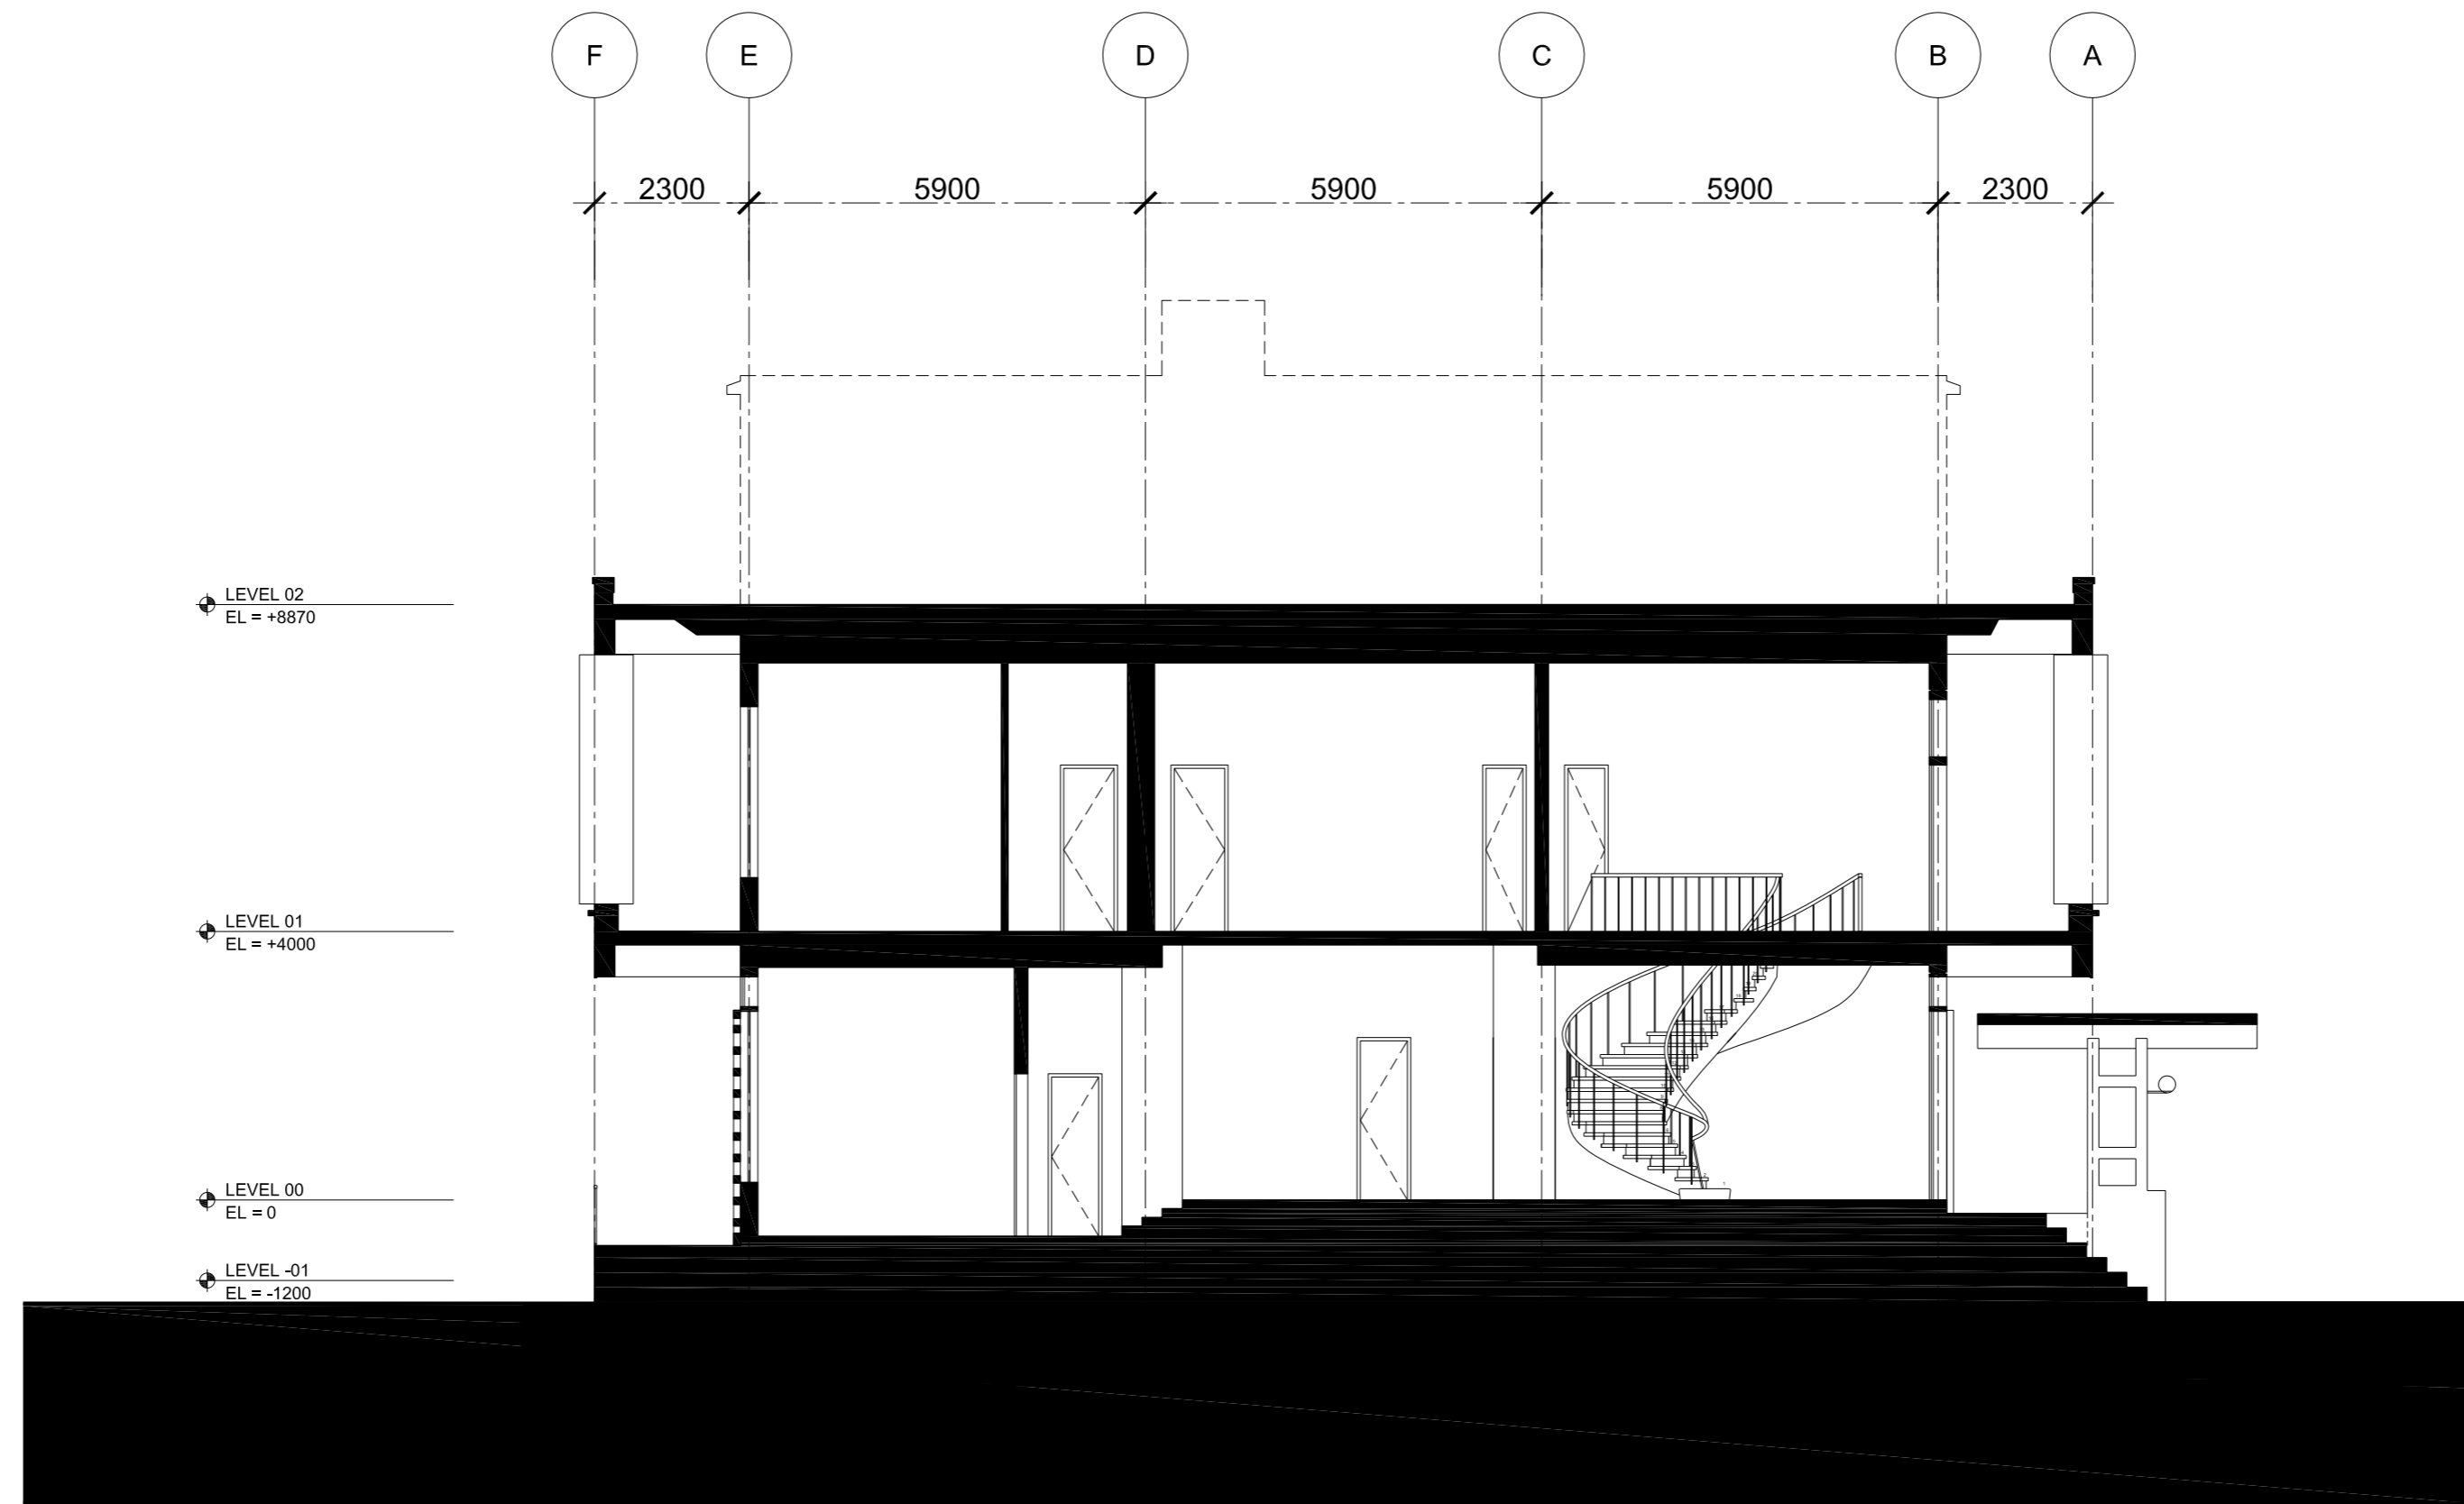 F E D C B A
2300 5900 5900 5900 2300
LEVEL 02
EL = +8870
LEVEL 01
EL = +4000
LEVEL 00
EL = 0
LEVEL -01
EL = -1200